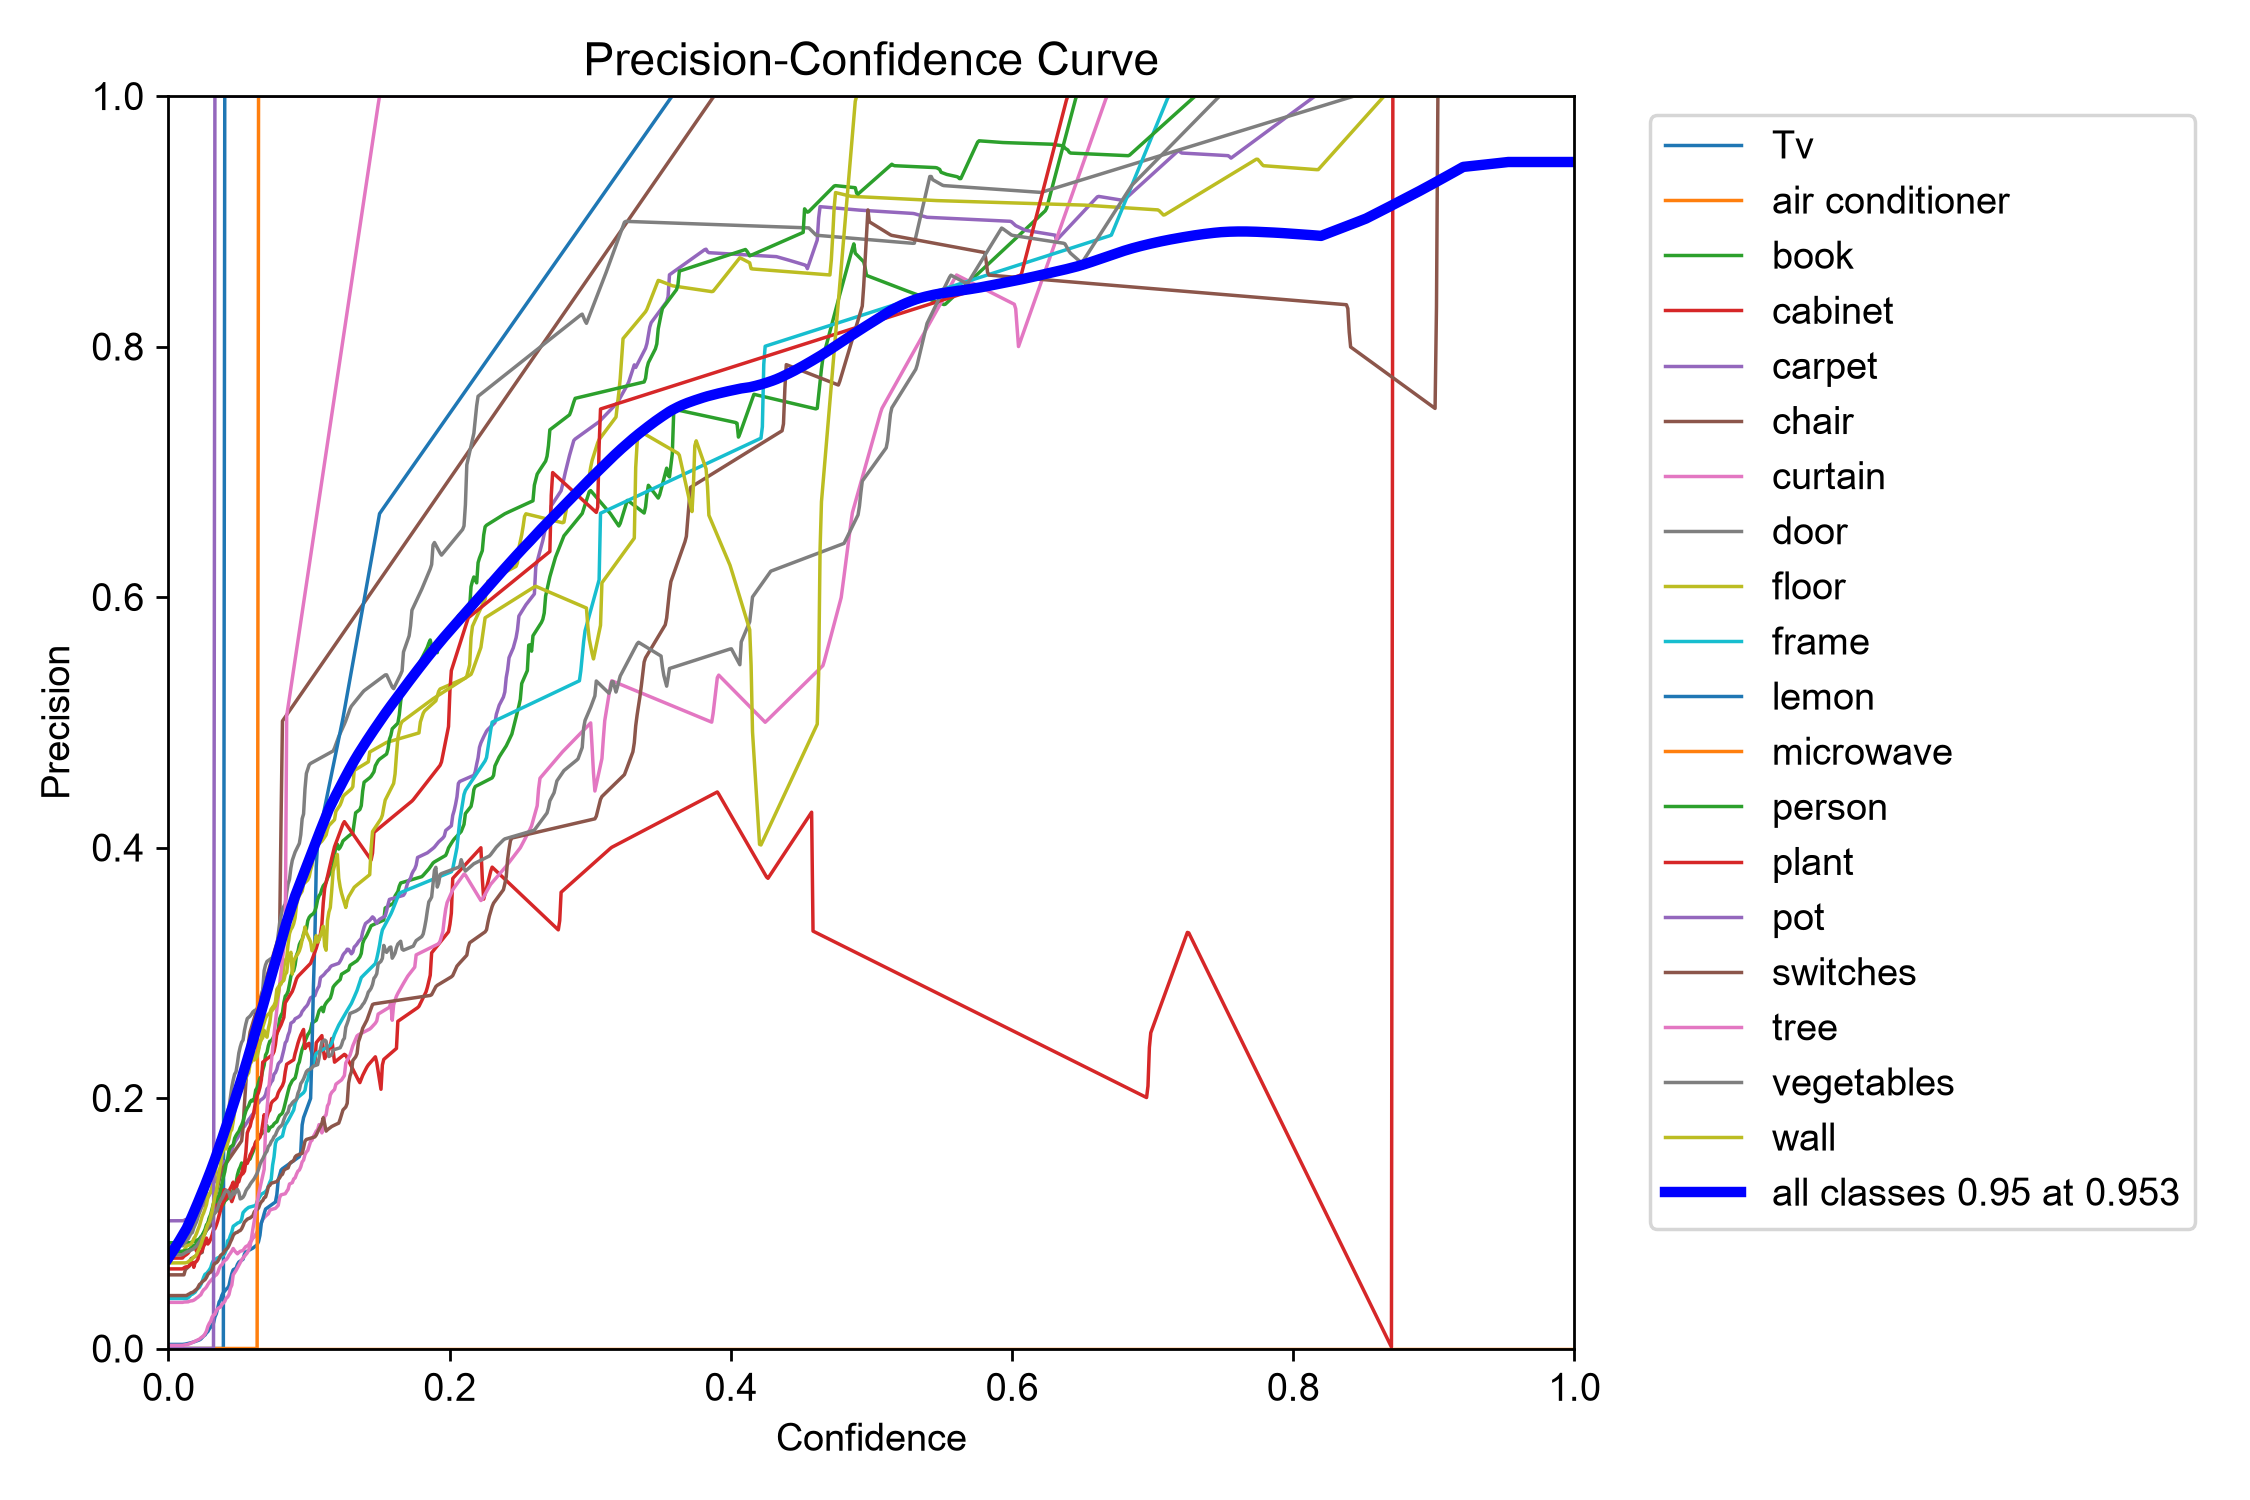 Precision-Confidence Curve
1.0
0.8
0.6
0.4
0.2
0.0
Precision
0.0 0.2 0.4 0.6 0.8 1.0
Confidence
Tv
air conditioner
book
cabinet
carpet
chair
curtain
door
floor
frame
lemon
microwave
person
plant
pot
switches
tree
vegetables
wall
all classes 0.95 at 0.953